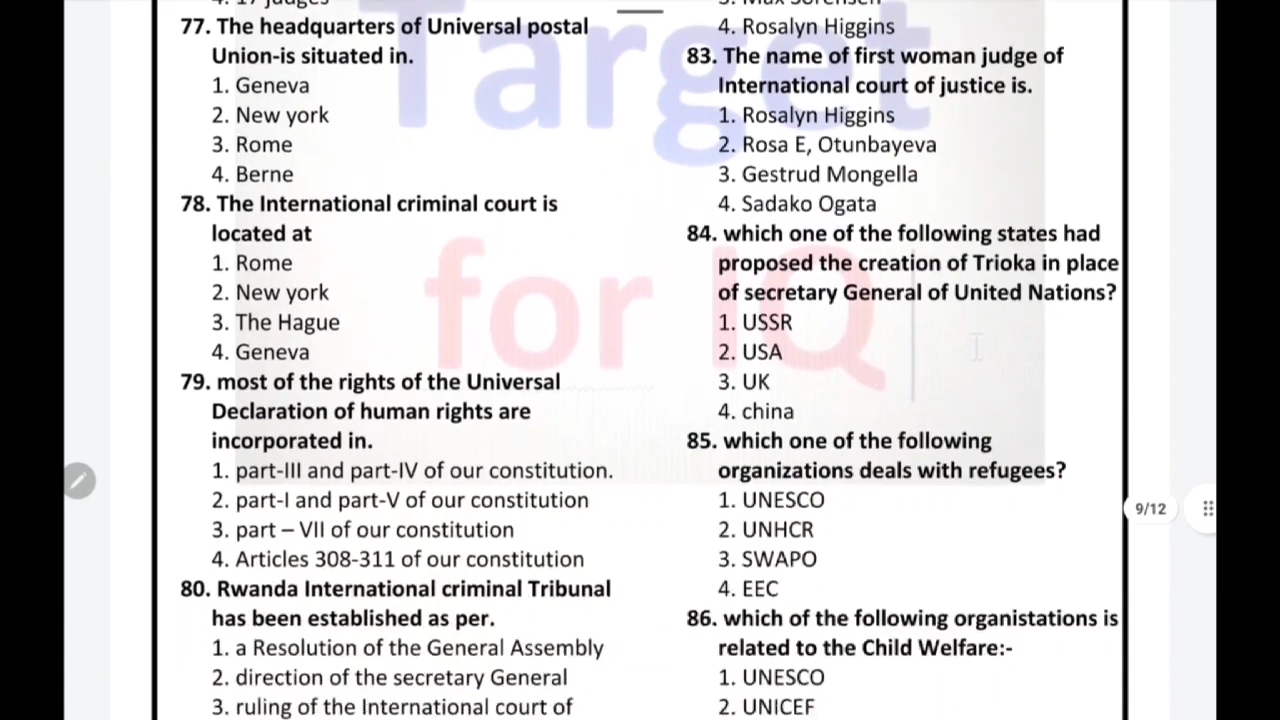 4. 17 judges
77. The headquarters of Universal postal
Union-is situated in.
1. Geneva
2. New york
3. Rome
4. Berne
78. The International criminal court is
located at
1. Rome
2. New york
3. The Hague
4. Geneva
79. most of the rights of the Universal
Declaration of human rights are
incorporated in.
1. part-III and part-IV of our constitution.
2. part-I and part-V of our constitution
3. part – VII of our constitution
4. Articles 308-311 of our constitution
80. Rwanda International criminal Tribunal
has been established as per.
1. a Resolution of the General Assembly
2. direction of the secretary General
3. ruling of the International court of
3. Max Sorensen
4. Rosalyn Higgins
83. The name of first woman judge of
International court of justice is.
1. Rosalyn Higgins
2. Rosa E, Otunbayeva
3. Gestrud Mongella
4. Sadako Ogata
84. which one of the following states had
proposed the creation of Trioka in place
of secretary General of United Nations?
1. USSR
2. USA
3. UK
4. china
85. which one of the following
organizations deals with refugees?
1. UNESCO
2. UNHCR
3. SWAPO
4. EEC
86. which of the following organistations is
related to the Child Welfare:-
1. UNESCO
2. UNICEF
Target
for IQ
9/12